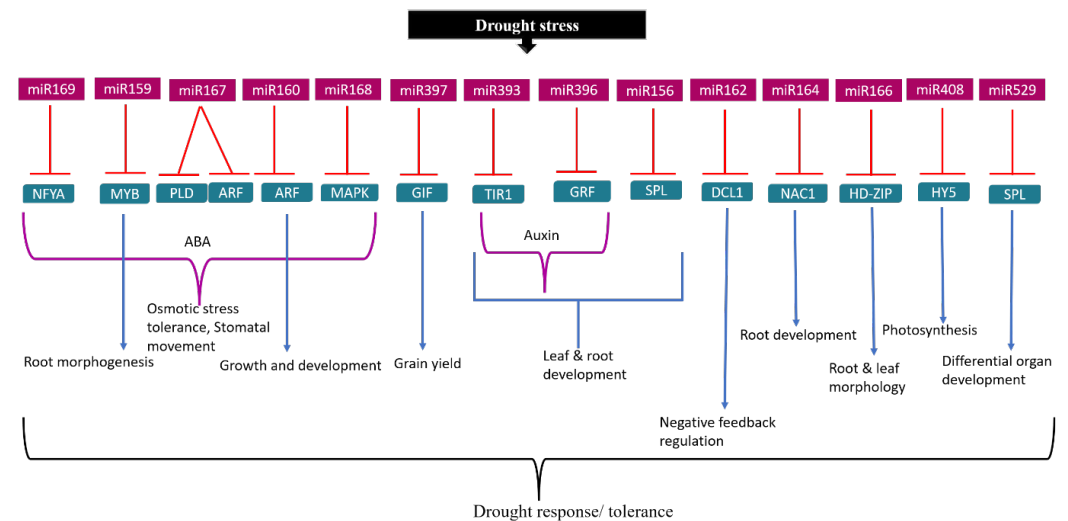 Drought stress
miR169 miR159 miR167 miR160 miR168 miR397 miR393 miR396 miR156 miR162 miR164 miR166 miR408 miR529
NFYA MYB PLD ARF ARF MAPK GIF TIR1 GRF SPL DCL1 NAC1 HD-ZIP HY5 SPL
ABA
Auxin
Osmotic stress
tolerance, Stomatal
movement
Root morphogenesis
Growth and development
Grain yield
Leaf & root
development
Negative feedback
regulation
Root development
Root & leaf
morphology
Photosynthesis
Differential organ
development
Drought response/ tolerance